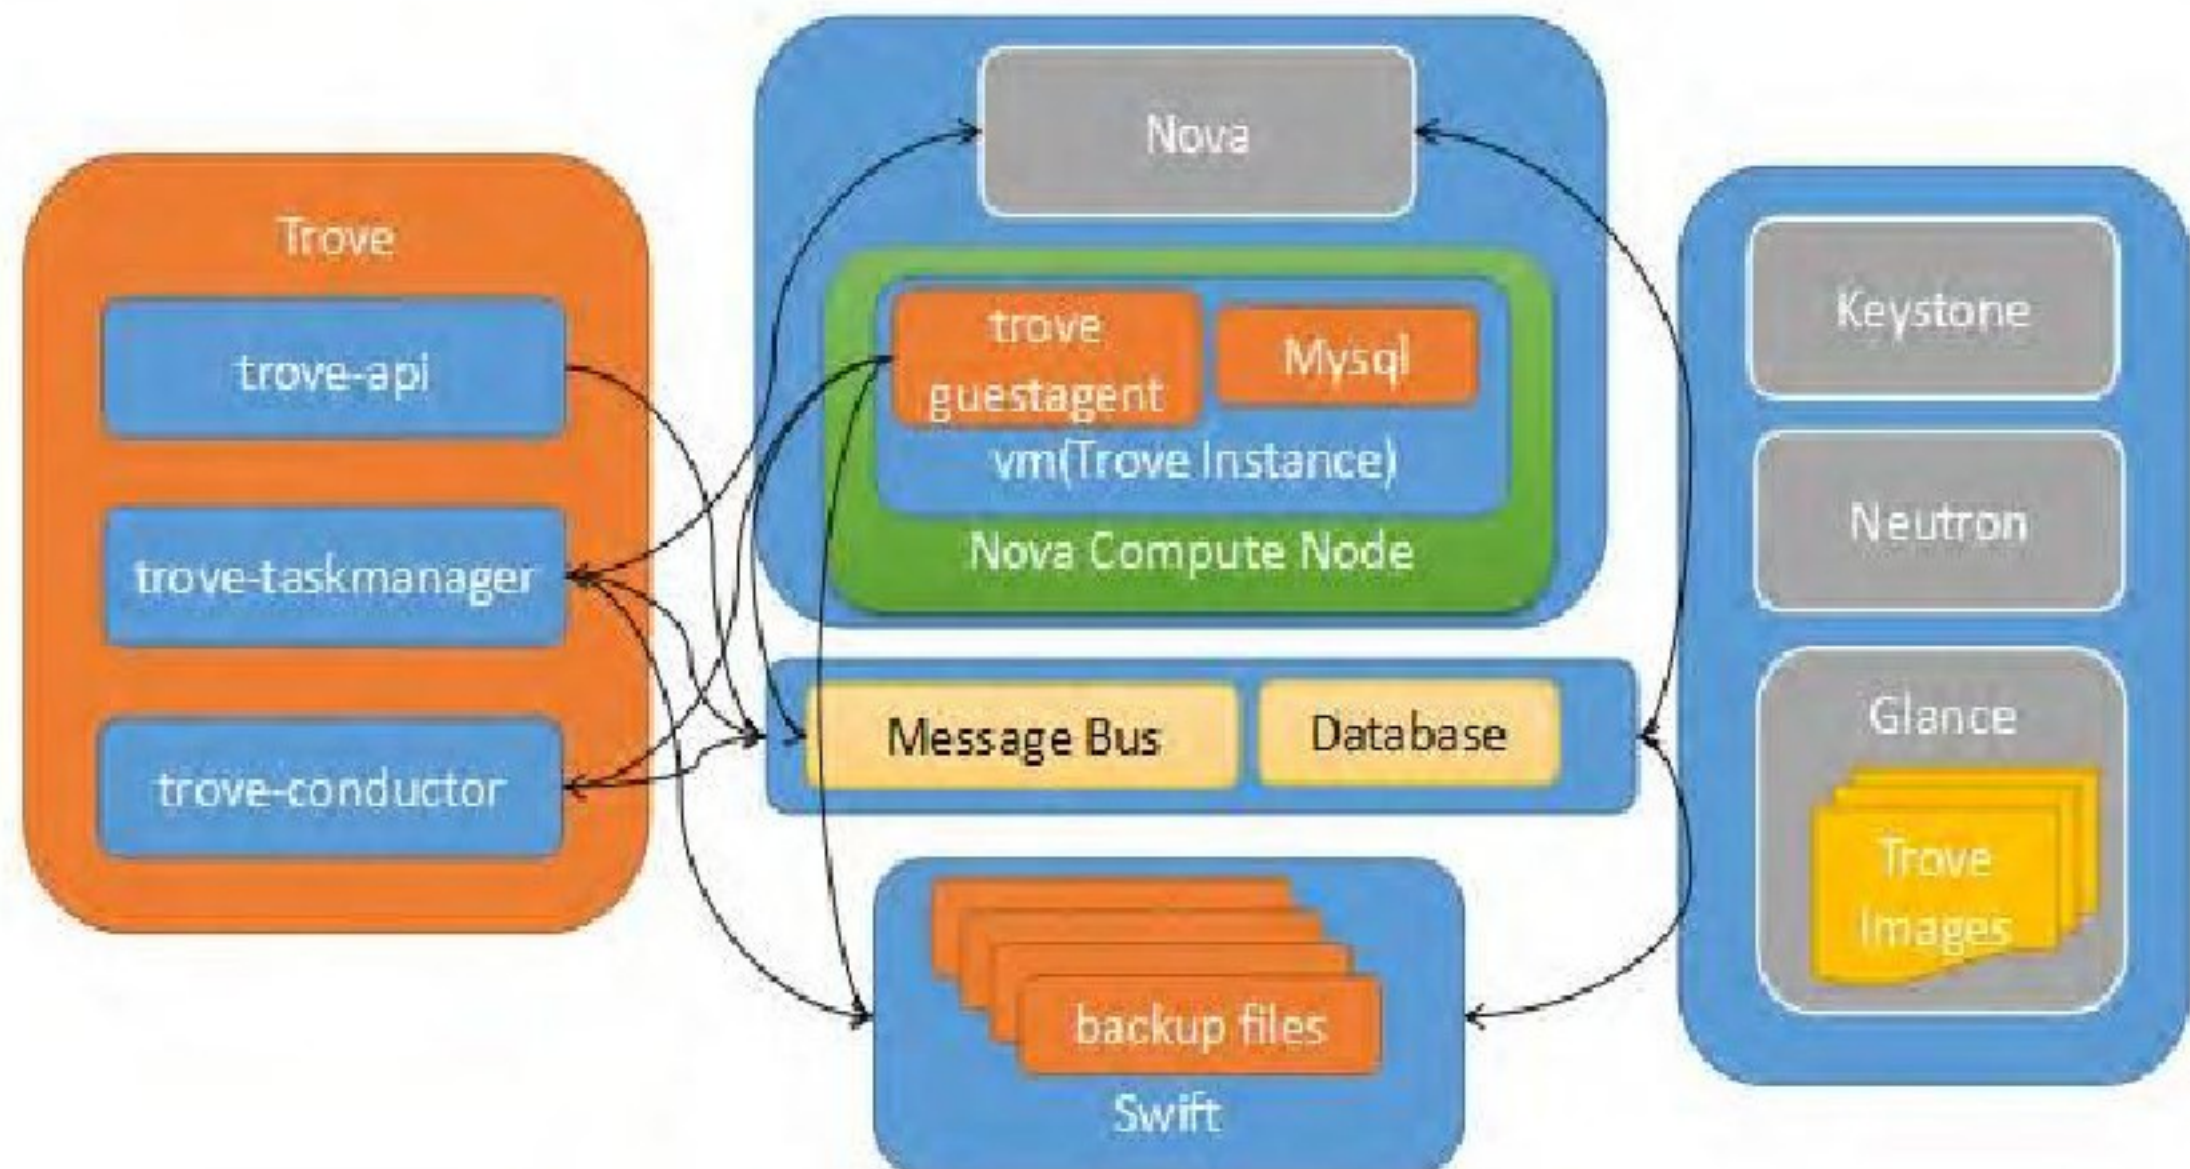 Trove
trove-api
trove-taskmanager
trove-conductor
Nova
trove
guestagent
Mysql
vm(Trove Instance)
Nova Compute Node
Message Bus
Database
backup files
Swift
Keystone
Neutron
Glance
Trove
Images